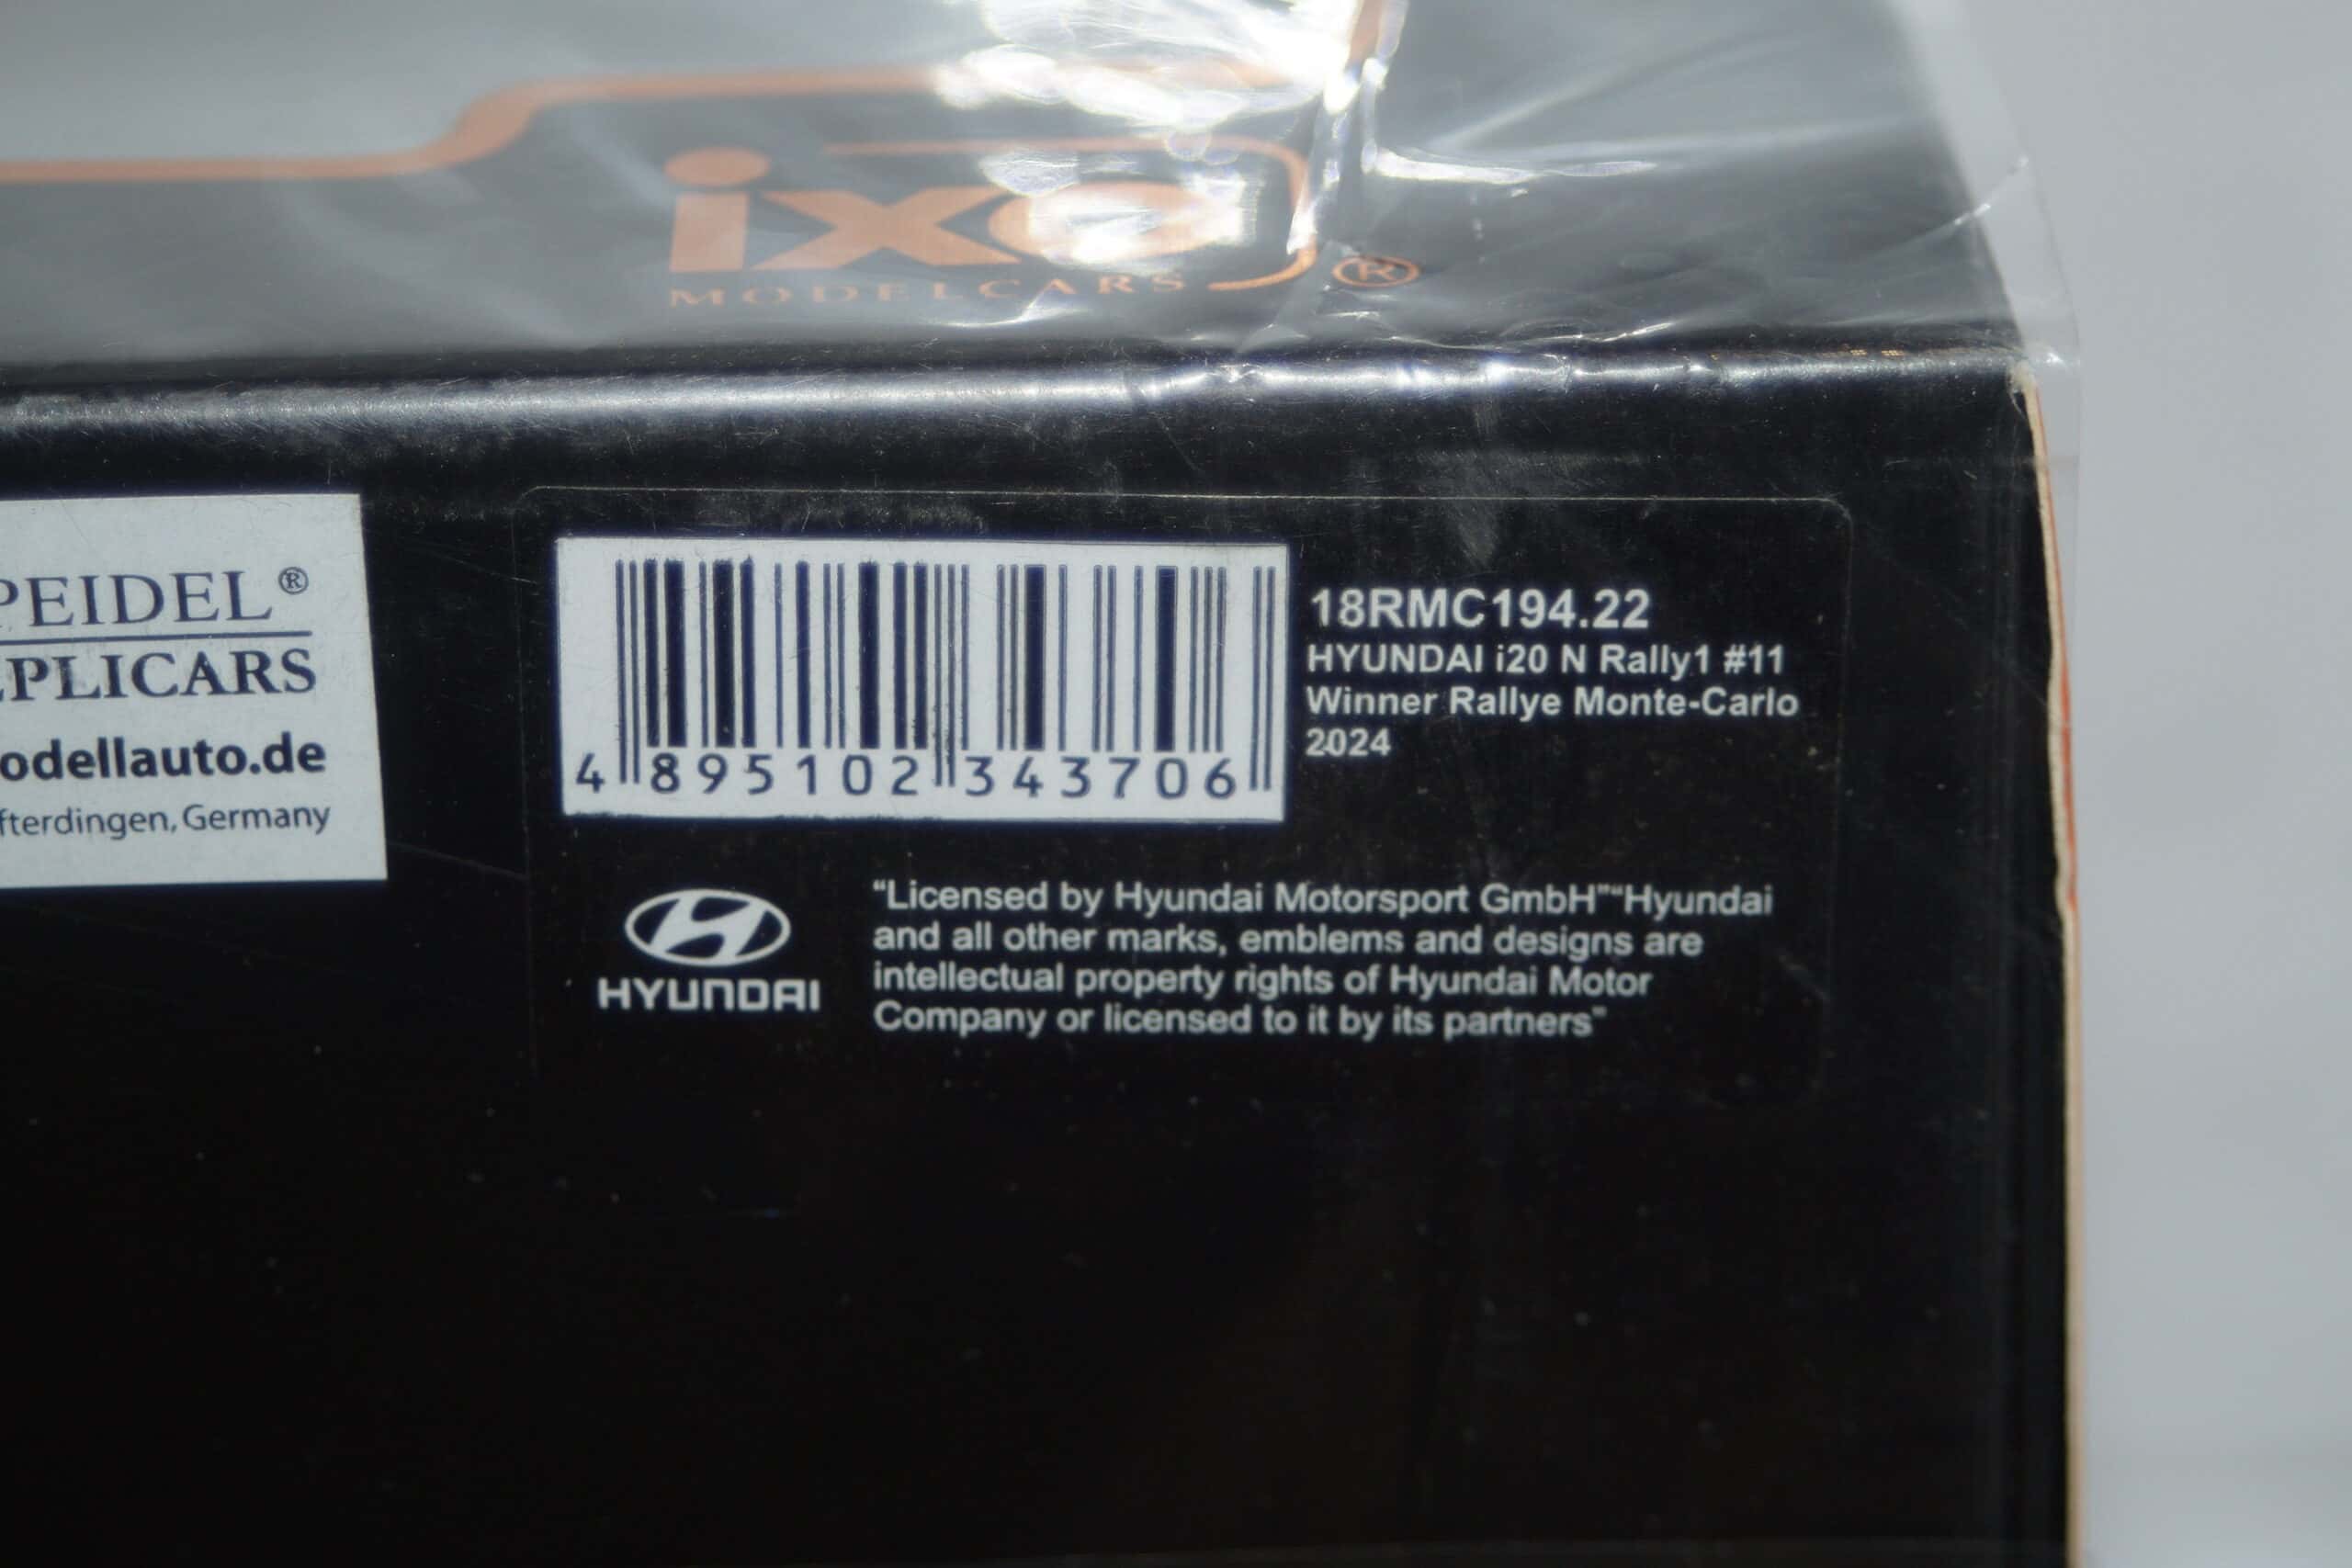 ixo
MODELCARS
®
PEIDEL®
PLICARS
odellauto.de
fterdingen, Germany
4 895102 343706
18RMC194.22
HYUNDAI i20 N Rally1 #11
Winner Rallye Monte-Carlo
2024
HYUNDAI
“Licensed by Hyundai Motorsport GmbH”“Hyundai
and all other marks, emblems and designs are
intellectual property rights of Hyundai Motor
Company or licensed to it by its partners”